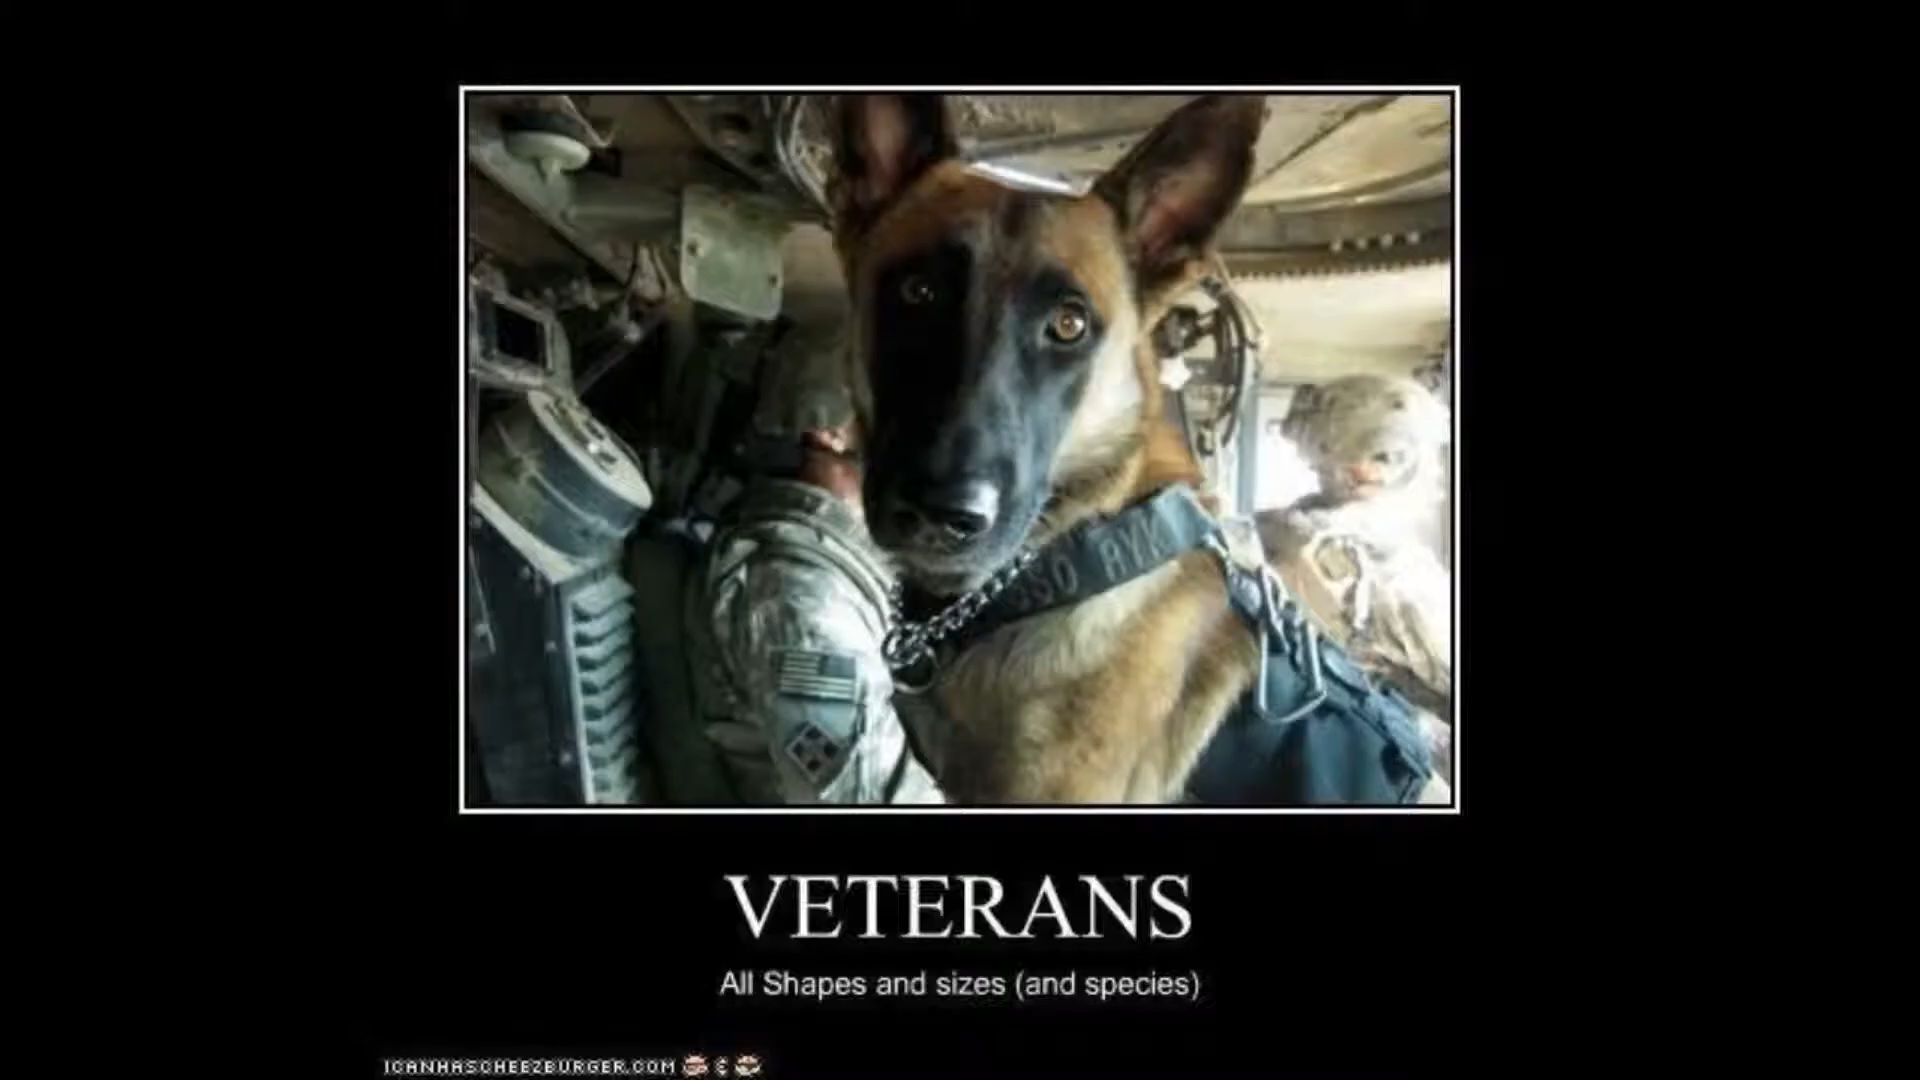 VETERANS
All Shapes and sizes (and species)
ICANHASCHEEZBURGER.COM